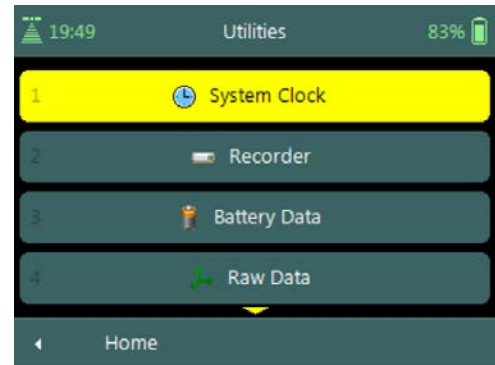 19:49 Utilities 83%
1 System Clock
2 Recorder
3 Battery Data
4 Raw Data
Home